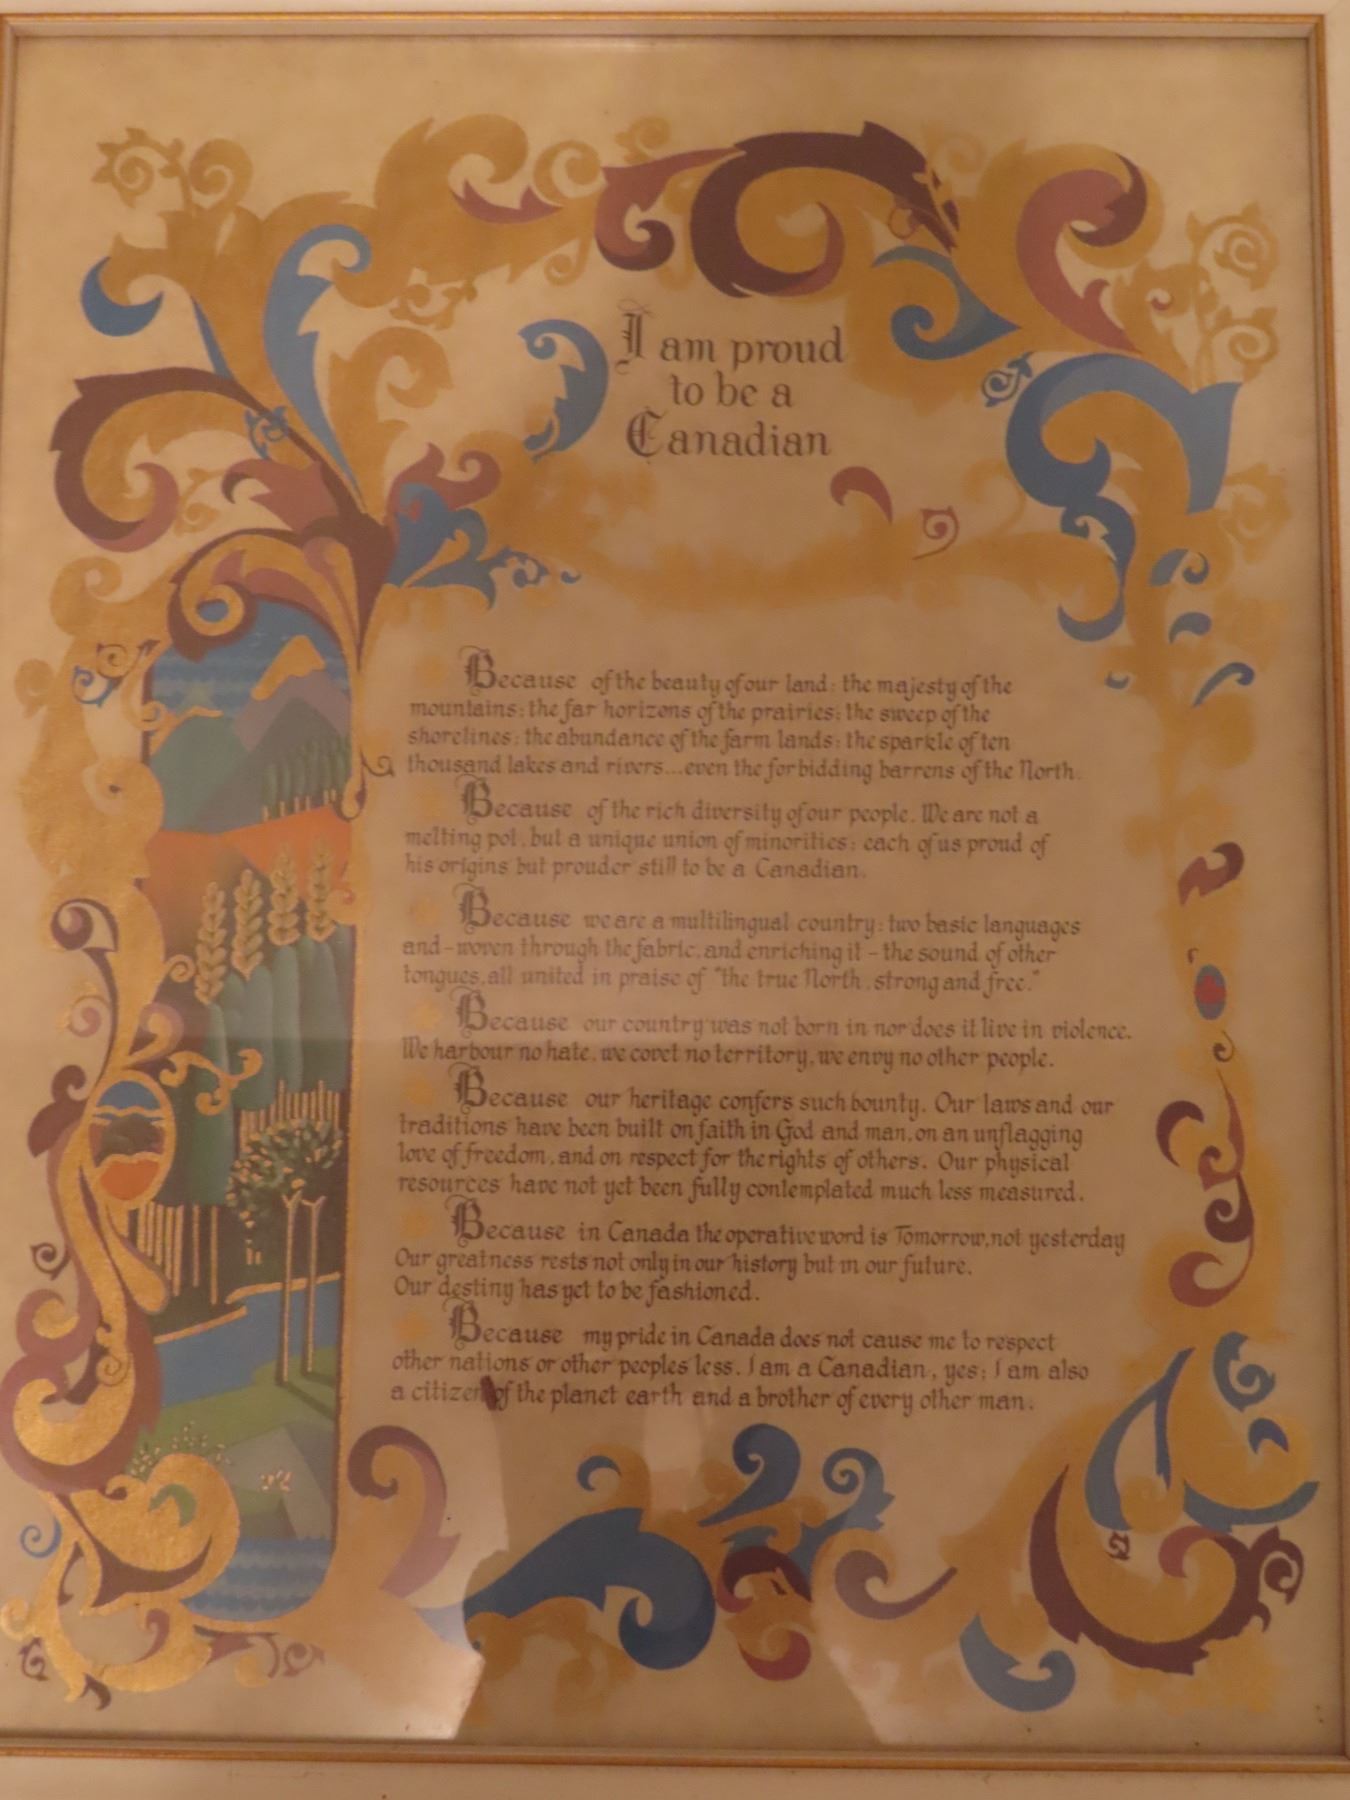 I am proud
to be a
Canadian
Because of the beauty of our land: the majesty of the
mountains: the far horizons of the prairies: the sweep of the
shorelines: the abundance of the farm lands: the sparkle of ten
thousand lakes and rivers...even the forbidding barrens of the North.
Because of the rich diversity of our people. We are not a
melting pot, but a unique union of minorities: each of us proud of
his origins but prouder still to be a Canadian.
Because we are a multilingual country: two basic languages
and - woven through the fabric, and enriching it - the sound of other
tongues, all united in praise of "the true North, strong and free."
Because our country was not born in nor does it live in violence.
We harbour no hate, we covet no territory, we envy no other people.
Because our heritage confers such bounty. Our laws and our
traditions have been built on faith in God and man, on an unflagging
love of freedom, and on respect for the rights of others. Our physical
resources have not yet been fully contemplated much less measured.
Because in Canada the operative word is Tomorrow, not yesterday
Our greatness rests not only in our history but in our future.
Our destiny has yet to be fashioned.
Because my pride in Canada does not cause me to respect
other nations or other peoples less. I am a Canadian, yes; I am also
a citizen of the planet earth and a brother of every other man.